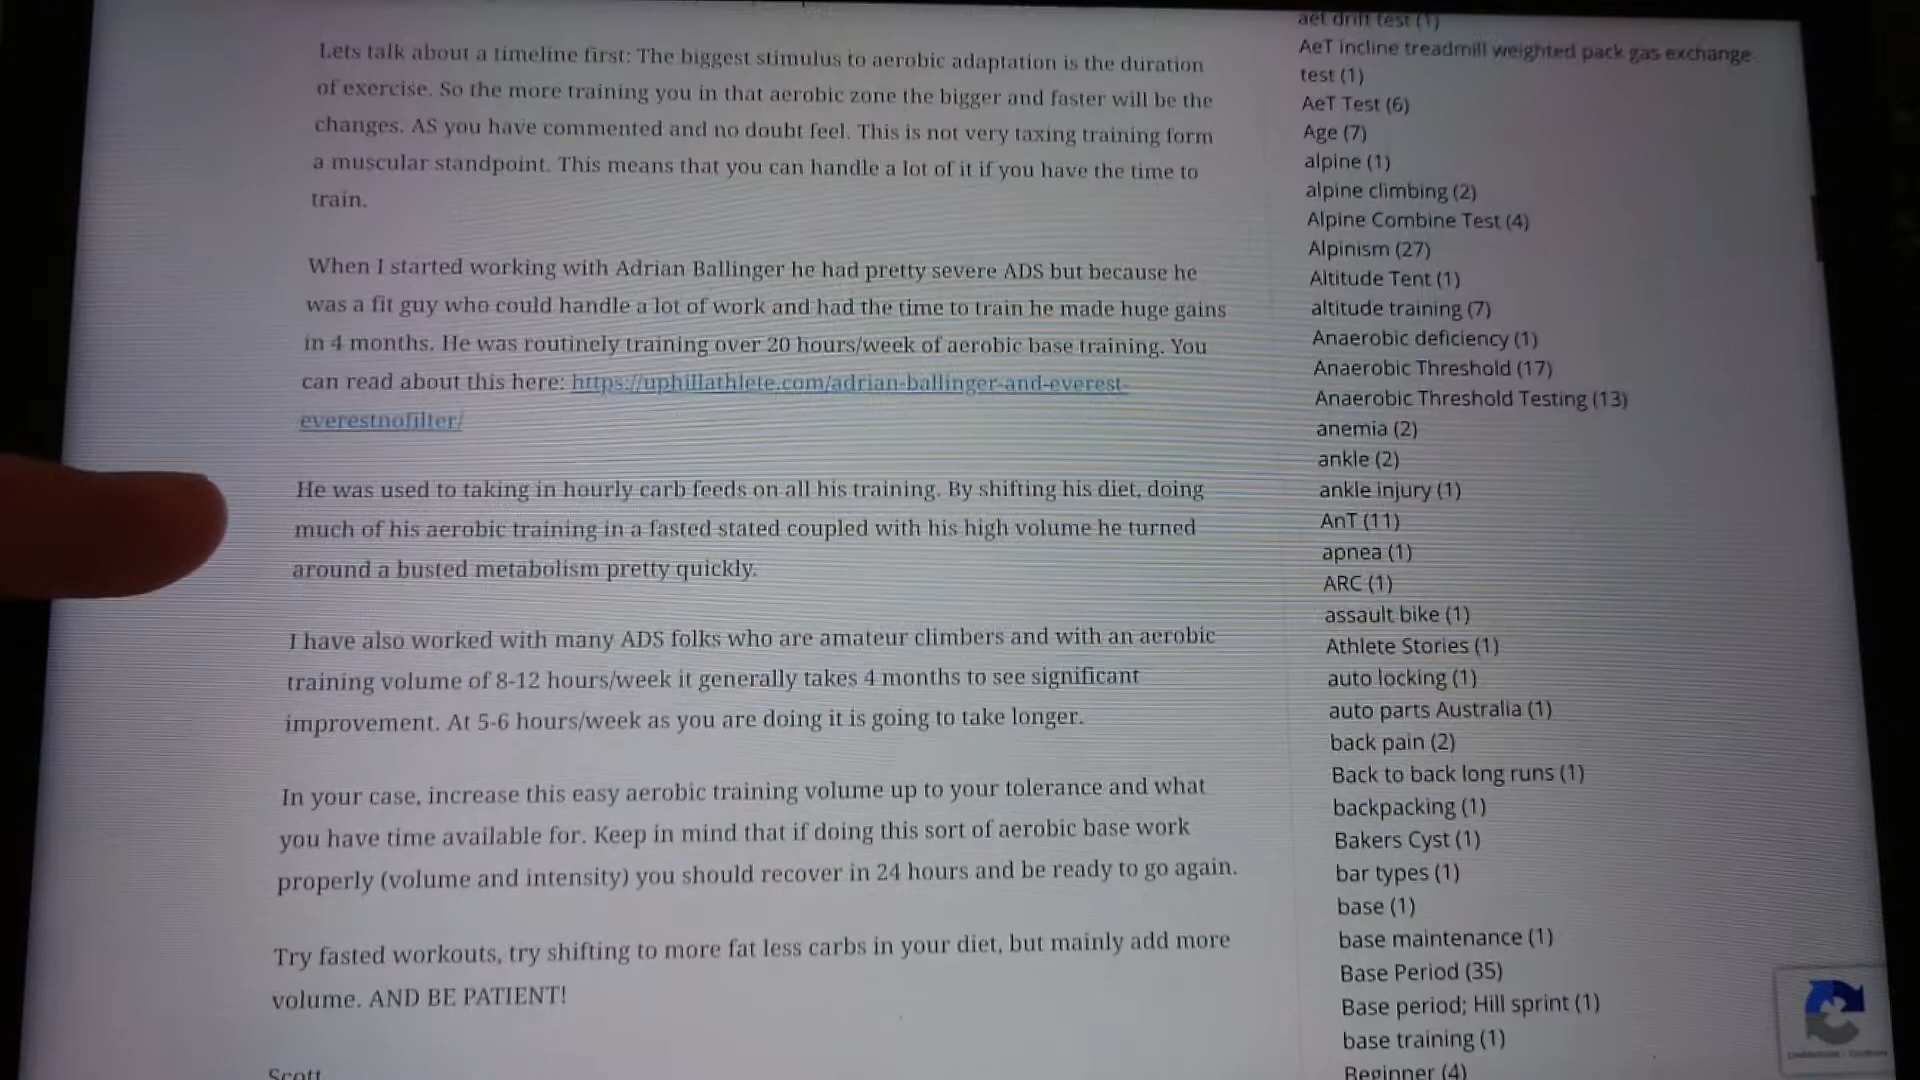 Lets talk about a timeline first: The biggest stimulus to aerobic adaptation is the duration
of exercise. So the more training you in that aerobic zone the bigger and faster will be the
changes. AS you have commented and no doubt feel. This is not very taxing training form
a muscular standpoint. This means that you can handle a lot of it if you have the time to
train.
When I started working with Adrian Ballinger he had pretty severe ADS but because he
was a fit guy who could handle a lot of work and had the time to train he made huge gains
in 4 months. He was routinely training over 20 hours/week of aerobic base training. You
can read about this here: https://uphillathlete.com/adrian-ballinger-and-everest-
everestnofilter/
He was used to taking in hourly carb feeds on all his training. By shifting his diet, doing
much of his aerobic training in a fasted stated coupled with his high volume he turned
around a busted metabolism pretty quickly.
I have also worked with many ADS folks who are amateur climbers and with an aerobic
training volume of 8-12 hours/week it generally takes 4 months to see significant
improvement. At 5-6 hours/week as you are doing it is going to take longer.
In your case, increase this easy aerobic training volume up to your tolerance and what
you have time available for. Keep in mind that if doing this sort of aerobic base work
properly (volume and intensity) you should recover in 24 hours and be ready to go again.
Try fasted workouts, try shifting to more fat less carbs in your diet, but mainly add more
volume. AND BE PATIENT!
Scott
aet drift test (1)
AeT incline treadmill weighted pack gas exchange
test (1)
AeT Test (6)
Age (7)
alpine (1)
alpine climbing (2)
Alpine Combine Test (4)
Alpinism (27)
Altitude Tent (1)
altitude training (7)
Anaerobic deficiency (1)
Anaerobic Threshold (17)
Anaerobic Threshold Testing (13)
anemia (2)
ankle (2)
ankle injury (1)
AnT (11)
apnea (1)
ARC (1)
assault bike (1)
Athlete Stories (1)
auto locking (1)
auto parts Australia (1)
back pain (2)
Back to back long runs (1)
backpacking (1)
Bakers Cyst (1)
bar types (1)
base (1)
base maintenance (1)
Base Period (35)
Base period; Hill sprint (1)
base training (1)
Beginner (4)